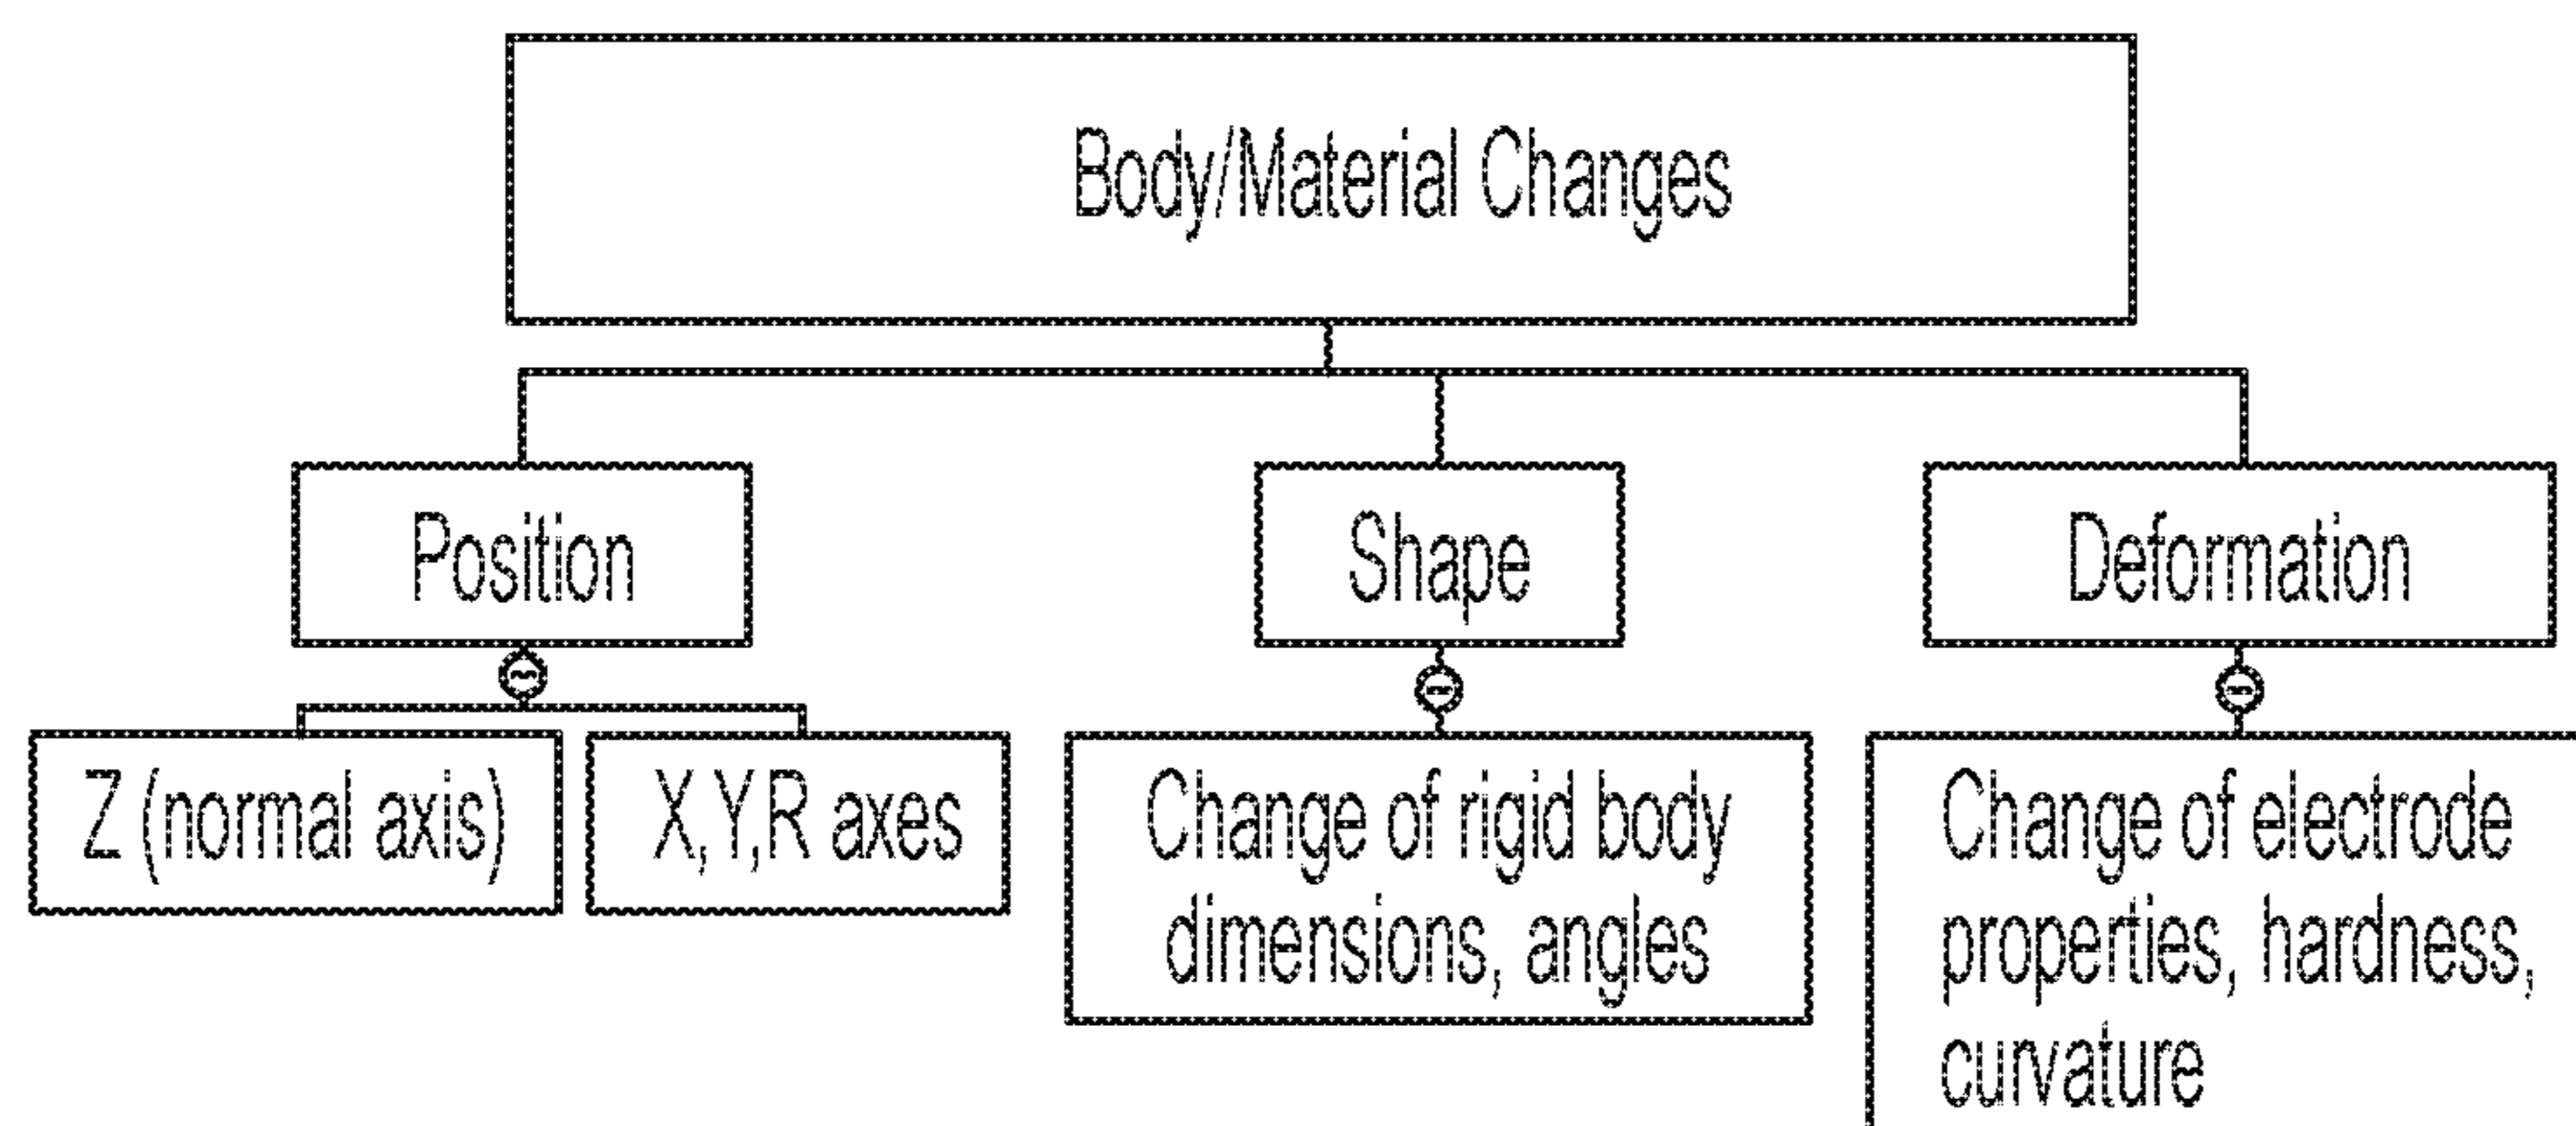 Body/Material Changes
Position
Shape
Deformation
Z (normal axis)
X,Y,R axes
Change of rigid body
dimensions, angles
Change of electrode
properties, hardness,
curvature